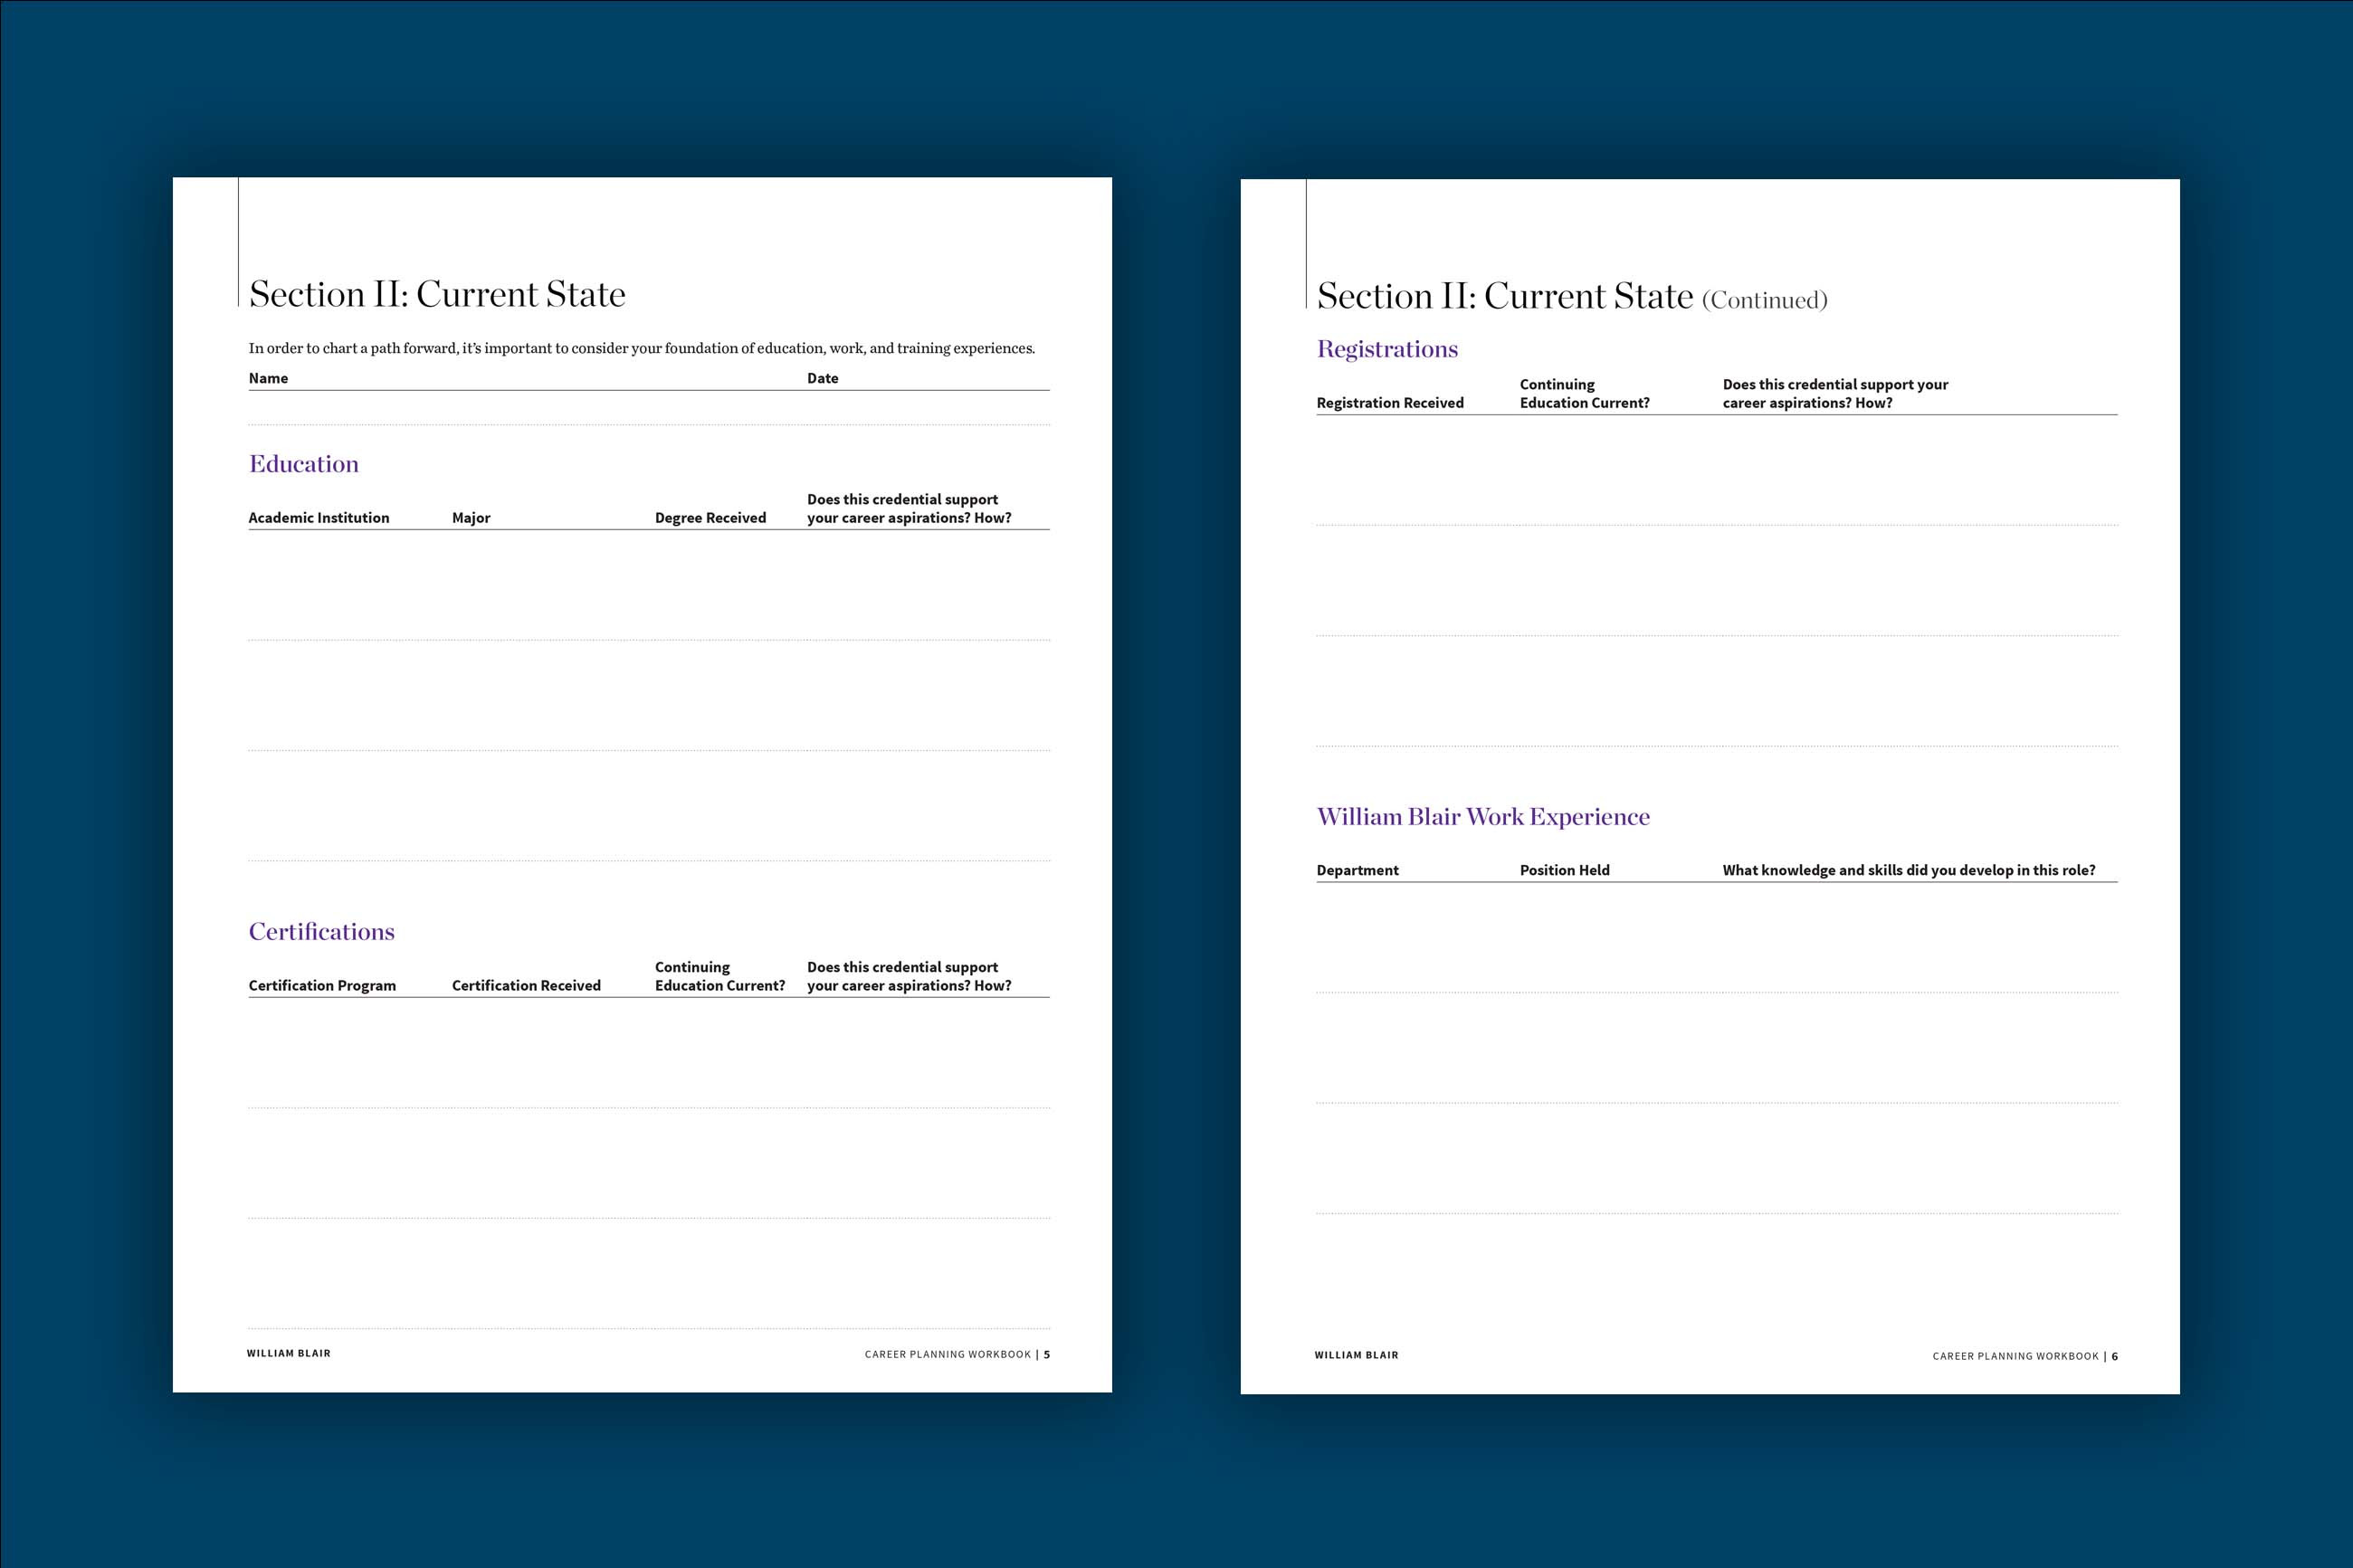 Section II: Current State
In order to chart a path forward, it’s important to consider your foundation of education, work, and training experiences.
Name Date
Education
Academic Institution Major Degree Received Does this credential support
your career aspirations? How?
Certifications
Certification Program Certification Received Continuing
Education Current? Does this credential support
your career aspirations? How?
WILLIAM BLAIR CAREER PLANNING WORKBOOK | 5
Section II: Current State (Continued)
Registrations
Registration Received Continuing
Education Current? Does this credential support your
career aspirations? How?
William Blair Work Experience
Department Position Held What knowledge and skills did you develop in this role?
WILLIAM BLAIR CAREER PLANNING WORKBOOK | 6